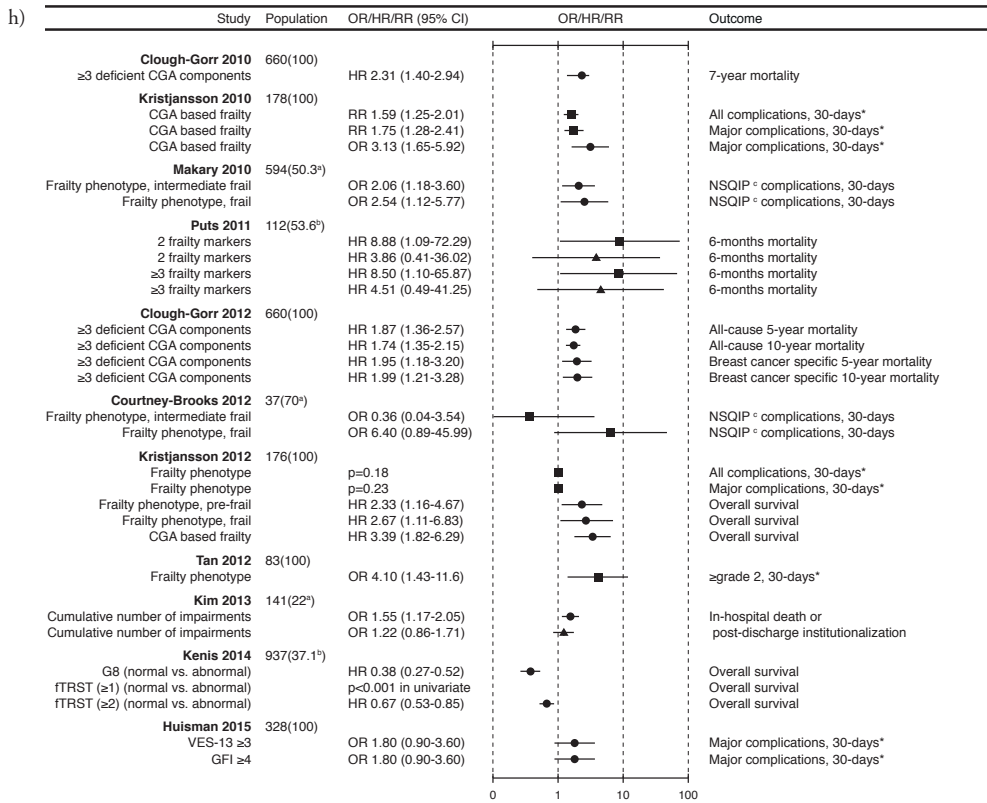 h)
Study Population OR/HR/RR (95% CI) OR/HR/RR Outcome
Clough-Gorr 2010 660(100)
≥3 deficient CGA components HR 2.31 (1.40-2.94) 7-year mortality
Kristjansson 2010 178(100)
CGA based frailty RR 1.59 (1.25-2.01) All complications, 30-days*
CGA based frailty RR 1.75 (1.28-2.41) Major complications, 30-days*
CGA based frailty OR 3.13 (1.65-5.92) Major complications, 30-days*
Makary 2010 594(50.3ᵃ)
Frailty phenotype, intermediate frail OR 2.06 (1.18-3.60) NSQIP ᶜ complications, 30-days
Frailty phenotype, frail OR 2.54 (1.12-5.77) NSQIP ᶜ complications, 30-days
Puts 2011 112(53.6ᵇ)
2 frailty markers HR 8.88 (1.09-72.29) 6-months mortality
2 frailty markers HR 3.86 (0.41-36.02) 6-months mortality
≥3 frailty markers HR 8.50 (1.10-65.87) 6-months mortality
≥3 frailty markers HR 4.51 (0.49-41.25) 6-months mortality
Clough-Gorr 2012 660(100)
≥3 deficient CGA components HR 1.87 (1.36-2.57) All-cause 5-year mortality
≥3 deficient CGA components HR 1.74 (1.35-2.15) All-cause 10-year mortality
≥3 deficient CGA components HR 1.95 (1.18-3.20) Breast cancer specific 5-year mortality
≥3 deficient CGA components HR 1.99 (1.21-3.28) Breast cancer specific 10-year mortality
Courtney-Brooks 2012 37(70ᵃ)
Frailty phenotype, intermediate frail OR 0.36 (0.04-3.54) NSQIP ᶜ complications, 30-days
Frailty phenotype, frail OR 6.40 (0.89-45.99) NSQIP ᶜ complications, 30-days
Kristjansson 2012 176(100)
Frailty phenotype p=0.18 All complications, 30-days*
Frailty phenotype p=0.23 Major complications, 30-days*
Frailty phenotype, pre-frail HR 2.33 (1.16-4.67) Overall survival
Frailty phenotype, frail HR 2.67 (1.11-6.83) Overall survival
CGA based frailty HR 3.39 (1.82-6.29) Overall survival
Tan 2012 83(100)
Frailty phenotype OR 4.10 (1.43-11.6) ≥grade 2, 30-days*
Kim 2013 141(22ᵃ)
Cumulative number of impairments OR 1.55 (1.17-2.05) In-hospital death or
Cumulative number of impairments OR 1.22 (0.86-1.71) post-discharge institutionalization
Kenis 2014 937(37.1ᵇ)
G8 (normal vs. abnormal) HR 0.38 (0.27-0.52) Overall survival
fTRST (≥1) (normal vs. abnormal) p<0.001 in univariate Overall survival
fTRST (≥2) (normal vs. abnormal) HR 0.67 (0.53-0.85) Overall survival
Huisman 2015 328(100)
VES-13 ≥3 OR 1.80 (0.90-3.60) Major complications, 30-days*
GFI ≥4 OR 1.80 (0.90-3.60) Major complications, 30-days*
0 1 10 100